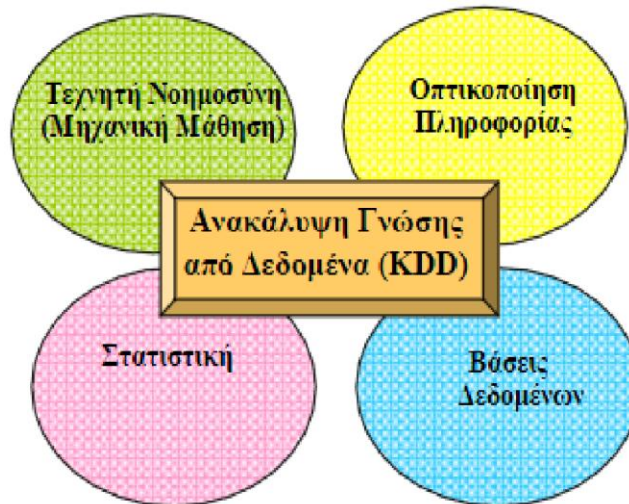 Τεχνητή Νοημοσύνη
(Μηχανική Μάθηση)
Οπτικοποίηση
Πληροφορίας
Ανακάλυψη Γνώσης
από Δεδομένα (KDD)
Στατιστική
Βάσεις
Δεδομένων